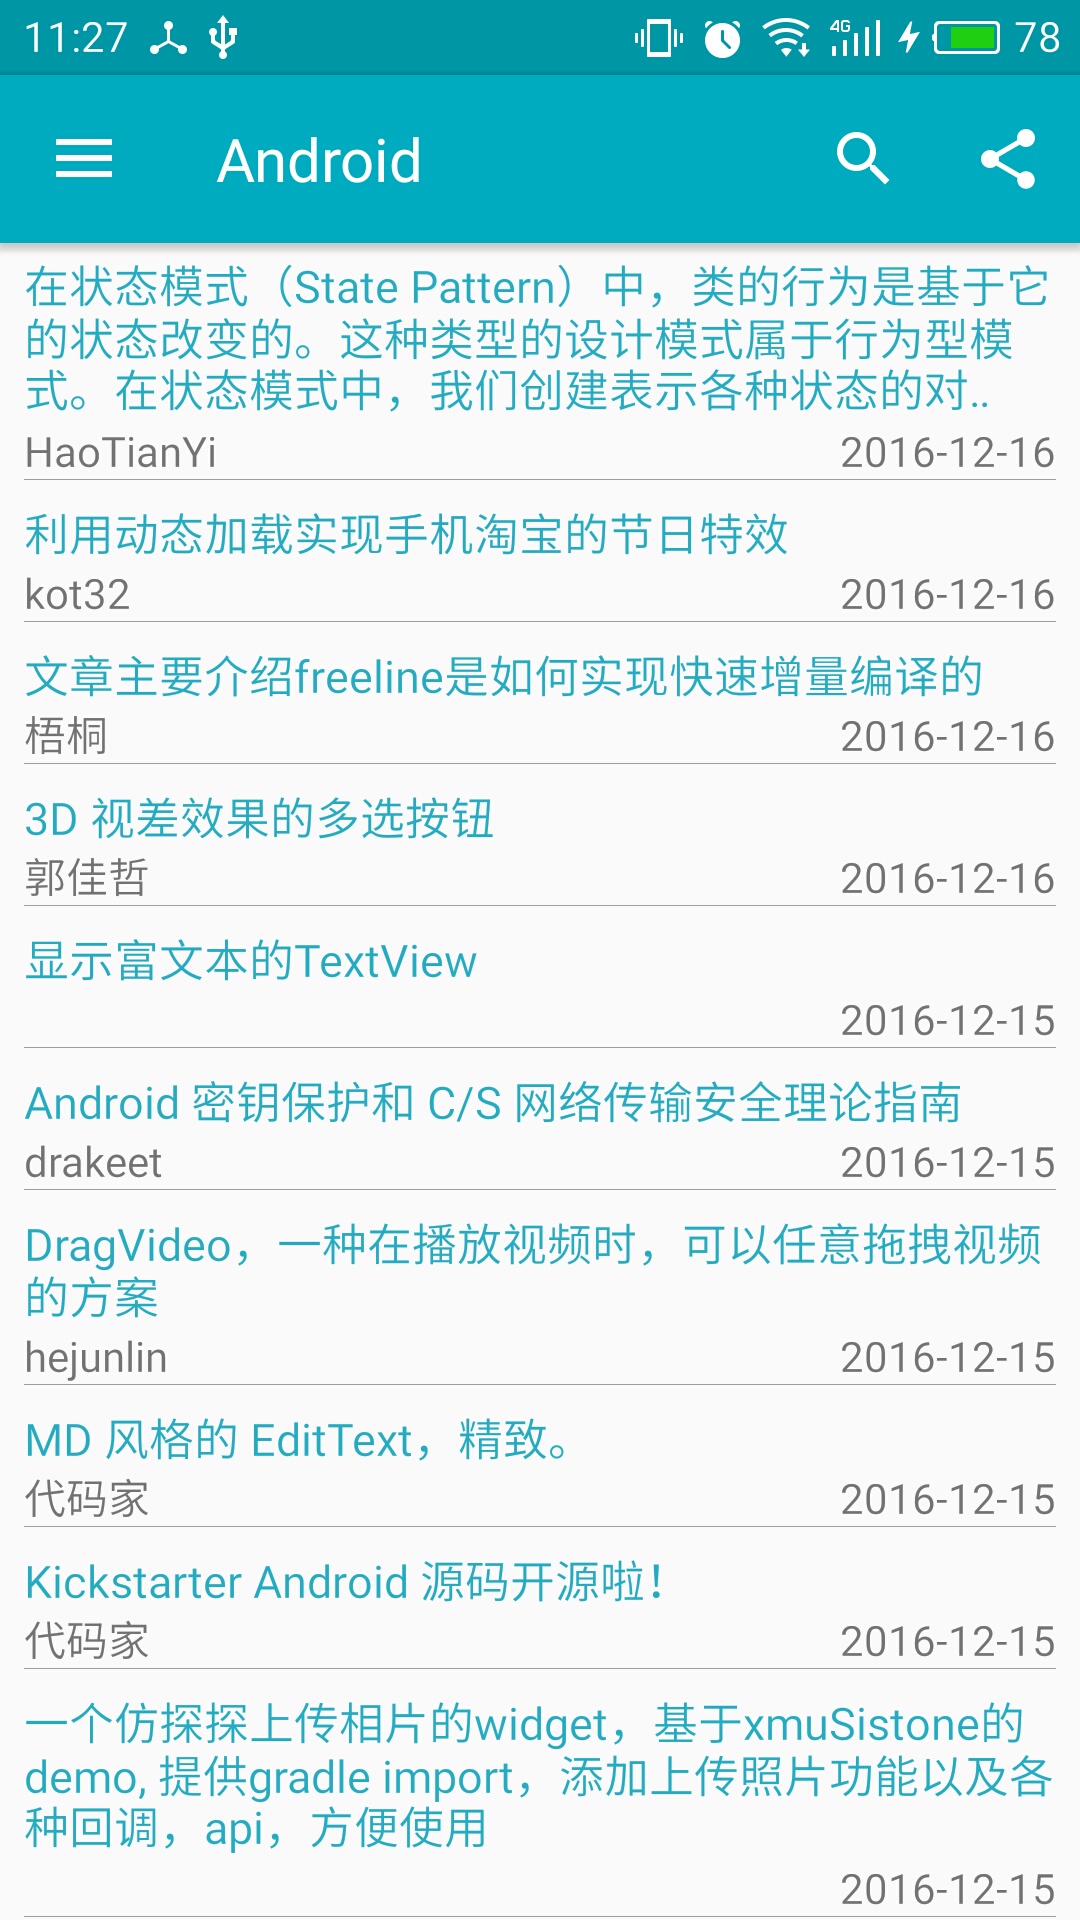 11:27
4G
78
Android
在状态模式（State Pattern）中，类的行为是基于它
的状态改变的。这种类型的设计模式属于行为型模
式。在状态模式中，我们创建表示各种状态的对..
HaoTianYi 2016-12-16
利用动态加载实现手机淘宝的节日特效
kot32 2016-12-16
文章主要介绍freeline是如何实现快速增量编译的
梧桐 2016-12-16
3D 视差效果的多选按钮
郭佳哲 2016-12-16
显示富文本的TextView
2016-12-15
Android 密钥保护和 C/S 网络传输安全理论指南
drakeet 2016-12-15
DragVideo，一种在播放视频时，可以任意拖拽视频
的方案
hejunlin 2016-12-15
MD 风格的 EditText，精致。
代码家 2016-12-15
Kickstarter Android 源码开源啦！
代码家 2016-12-15
一个仿探探上传相片的widget，基于xmuSistone的
demo, 提供gradle import，添加上传照片功能以及各
种回调，api，方便使用
2016-12-15